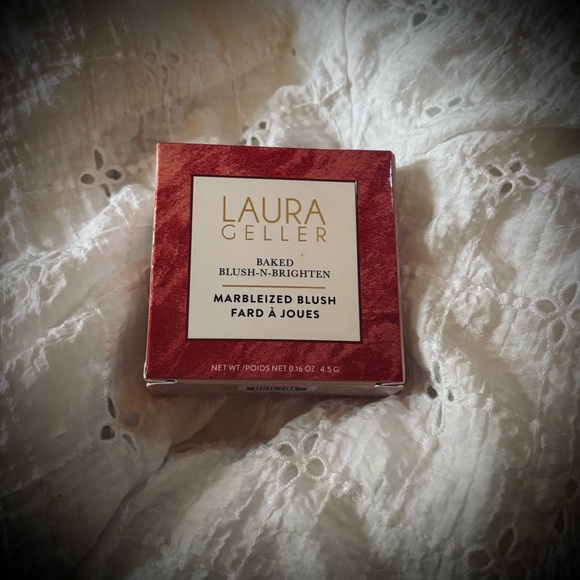 LAURA
GELLER
BAKED
BLUSH-N-BRIGHTEN
MARBLEIZED BLUSH
FARD À JOUES
NET WT./POIDS NET 0.16 OZ | 4.5 G